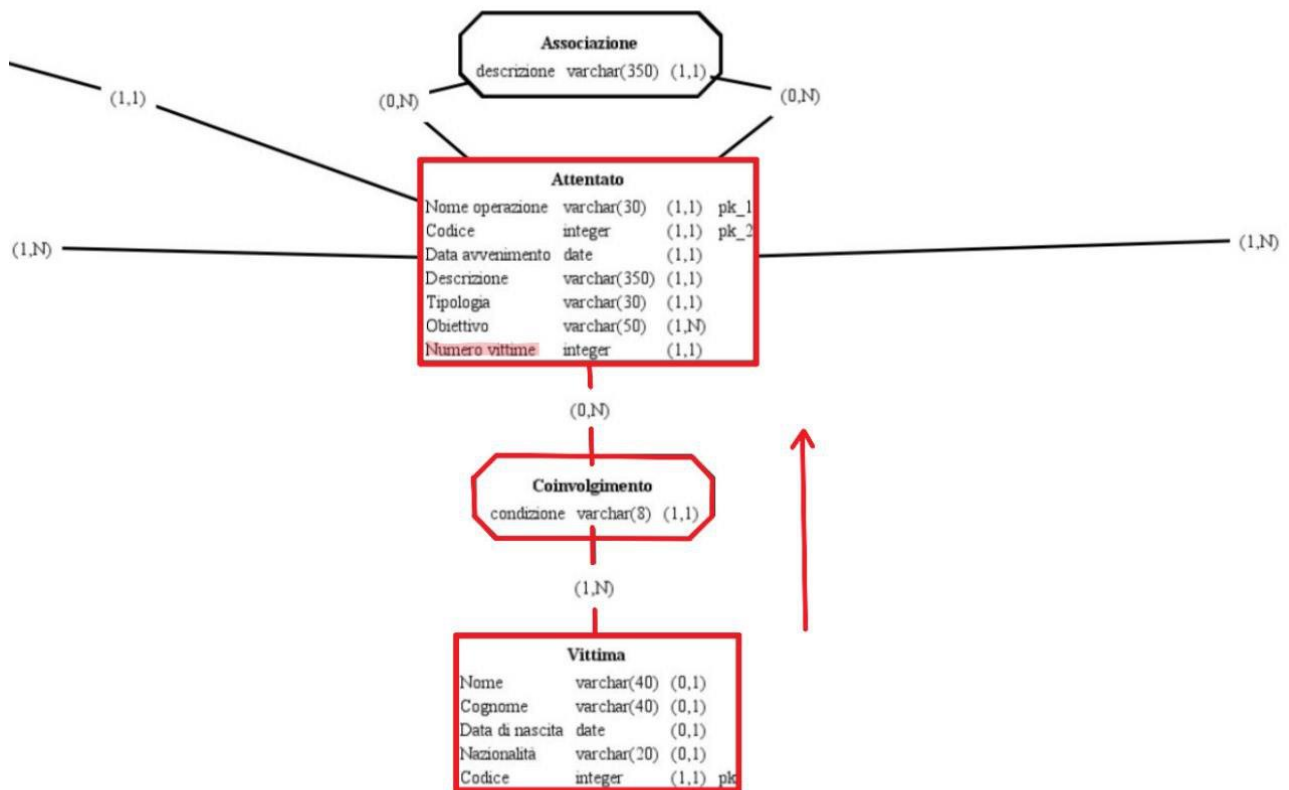 Associazione
descrizione varchar(350) (1,1)
(1,1)
(0,N)
(0,N)
Attentato
Nome operazione varchar(30) (1,1) pk_1
Codice integer (1,1) pk_2
Data avvenimento date (1,1)
Descrizione varchar(350) (1,1)
Tipologia varchar(30) (1,1)
Obiettivo varchar(50) (1,N)
Numero vittime integer (1,1)
(1,N)
(1,N)
(0,N)
Coinvolgimento
condizione varchar(8) (1,1)
(1,N)
Vittima
Nome varchar(40) (0,1)
Cognome varchar(40) (0,1)
Data di nascita date (0,1)
Nazionalità varchar(20) (0,1)
Codice integer (1,1) pk